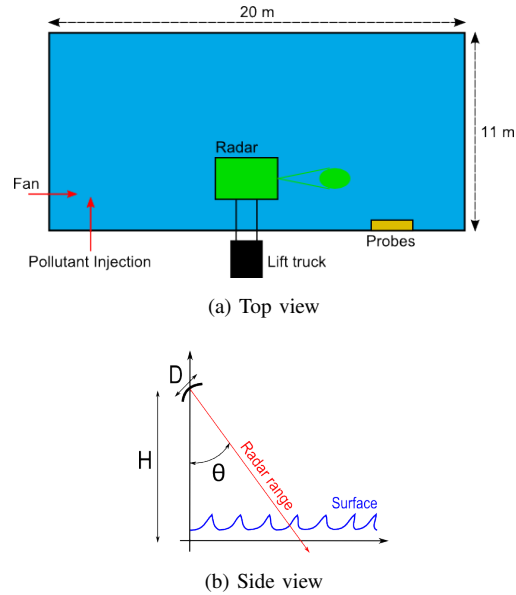 20 m
11 m
Radar
Fan
Pollutant Injection
Lift truck
Probes
(a) Top view
D
H
θ
Radar range
Surface
(b) Side view